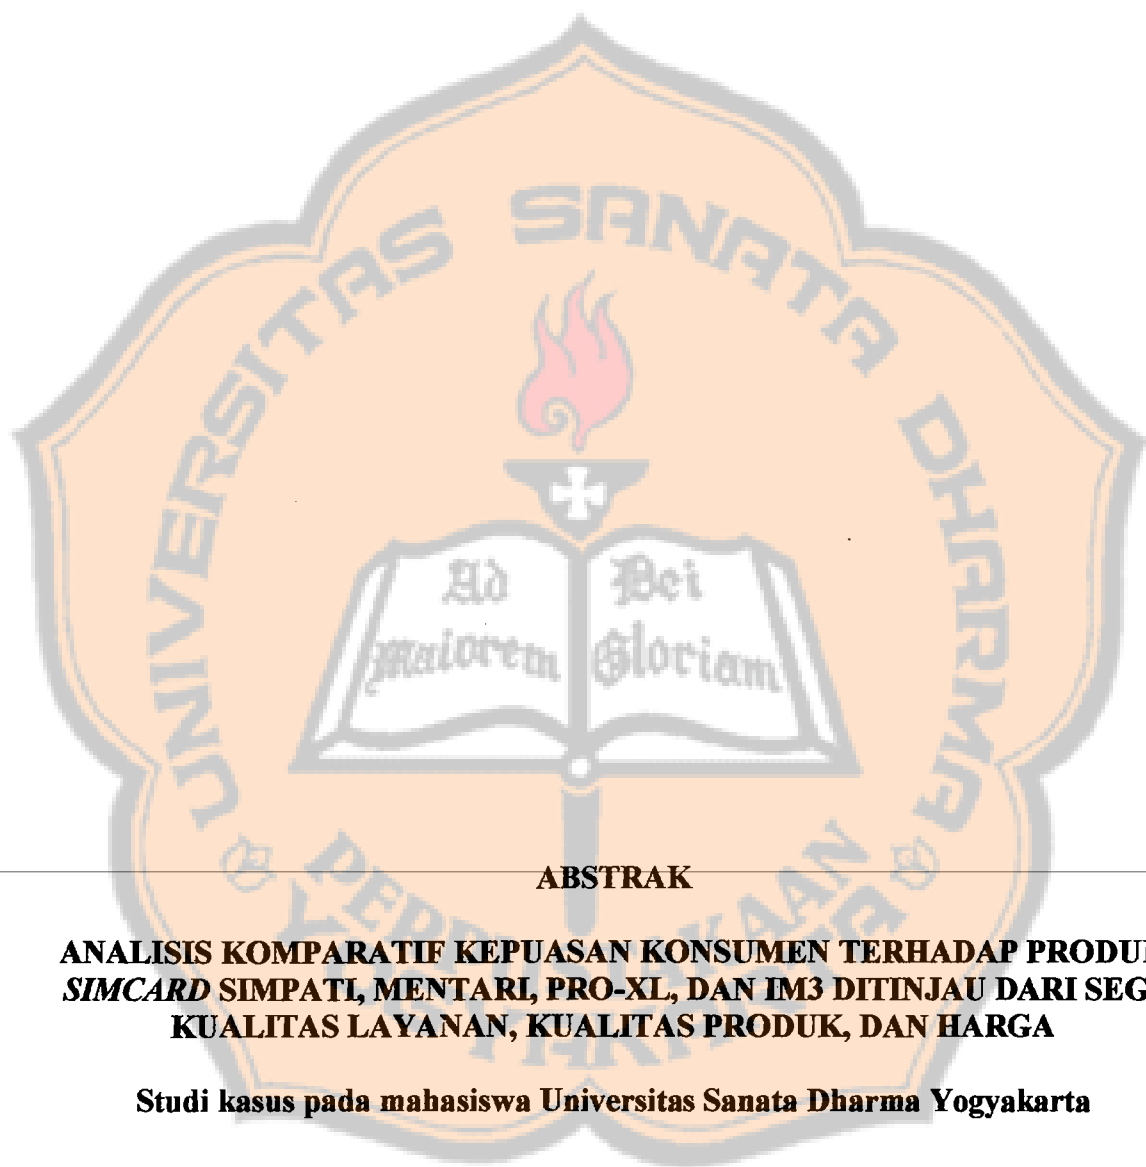 UNIVERSITAS SANATA DHARMA
Ad Dei
Maiorem Gloriam
PERPUSTAKAAN
YOGYAKARTA
ABSTRAK
ANALISIS KOMPARATIF KEPUASAN KONSUMEN TERHADAP PRODU
SIMCARD SIMPATI, MENTARI, PRO-XL, DAN IM3 DITINJAU DARI SEG
KUALITAS LAYANAN, KUALITAS PRODUK, DAN HARGA
Studi kasus pada mahasiswa Universitas Sanata Dharma Yogyakarta